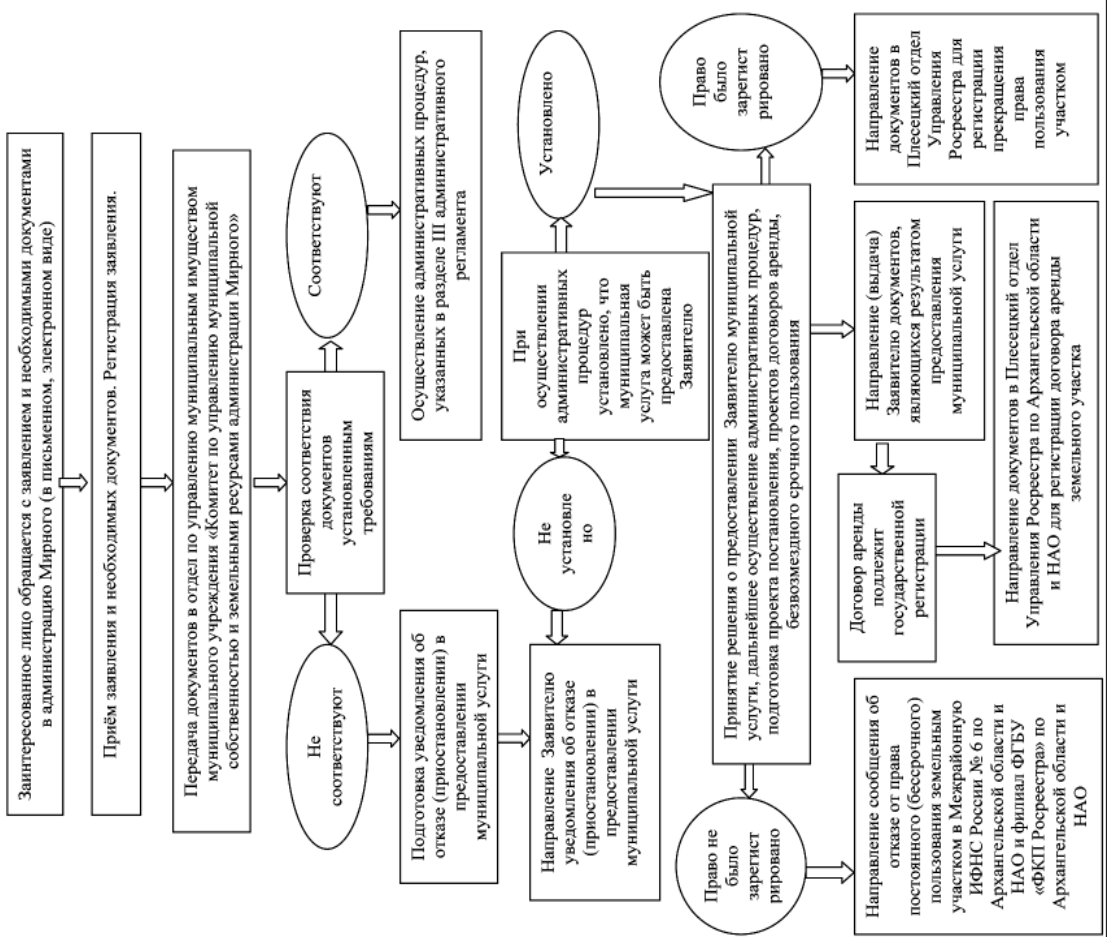 Заинтересованное лицо обращается с заявлением и необходимыми документами
в администрацию Мирного (в письменном, электронном виде)
Приём заявления и необходимых документов. Регистрация заявления.
Передача документов в отдел по управлению муниципальным имуществом
муниципального учреждения «Комитет по управлению муниципальной
собственностью и земельными ресурсами администрации Мирного»
Не
соответствуют
Проверка соответствия
документов
установленным
требованиям
Соответствуют
Подготовка уведомления об
отказе (приостановлении) в
предоставлении
муниципальной услуги
Осуществление административных процедур,
указанных в разделе III административного
регламента
Направление Заявителю
уведомления об отказе
(приостановлении) в
предоставлении
муниципальной услуги
Не
установле
но
При
осуществлении
административных
процедур
установлено, что
муниципальная
услуга может быть
предоставлена
Заявителю
Установлено
Право не
было
зарегист
рировано
Принятие решения о предоставлении Заявителю муниципальной
услуги, дальнейшее осуществление административных процедур,
подготовка проекта постановления, проектов договоров аренды,
безвозмездного срочного пользования
Право
было
зарегист
рировано
Направление сообщения об
отказе от права
постоянного (бессрочного)
пользования земельным
участком в Межрайонную
ИФНС России № 6 по
Архангельской области и
НАО и филиал ФГБУ
«ФКП Росреестра» по
Архангельской области и
НАО
Договор аренды
подлежит
государственной
регистрации
Направление (выдача)
Заявителю документов,
являющихся результатом
предоставления
муниципальной услуги
Направление документов в Плесецкий отдел
Управления Росреестра по Архангельской области
и НАО для регистрации договора аренды
земельного участка
Направление
документов в
Плесецкий отдел
Управления
Росреестра для
регистрации
прекращения
права
пользования
участком